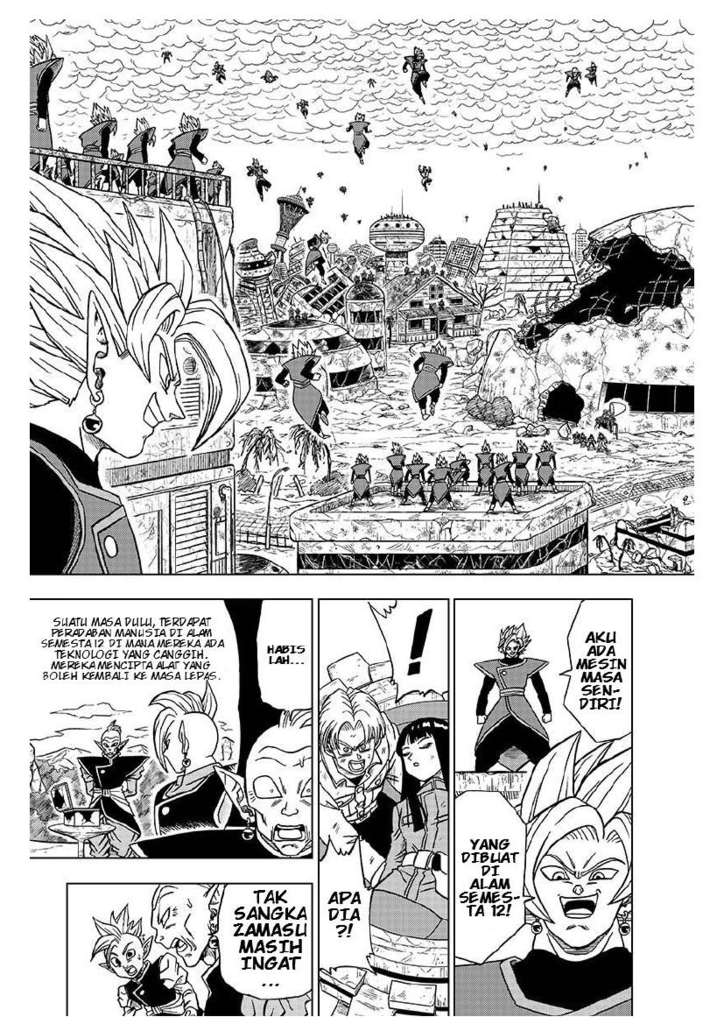 AKU
ADA
MESIN
MASA
SEN-
DIRI!
YANG
DIBUAT
DI
ALAM
SEMES-
TA 12!
!
APA
DIA
?!
HABIS
LAH...
SUATU MASA DULU, TERDAPAT
PERADABAN MANUSIA DI ALAM
SEMESTA 12 DI MANA MEREKA ADA
TEKNOLOGI YANG CANGGIH.
MEREKA MENCIPTA ALAT YANG
BOLEH KEMBALI KE MASA LEPAS.
TAK
SANGKA
ZAMASU
MASIH
INGAT
...